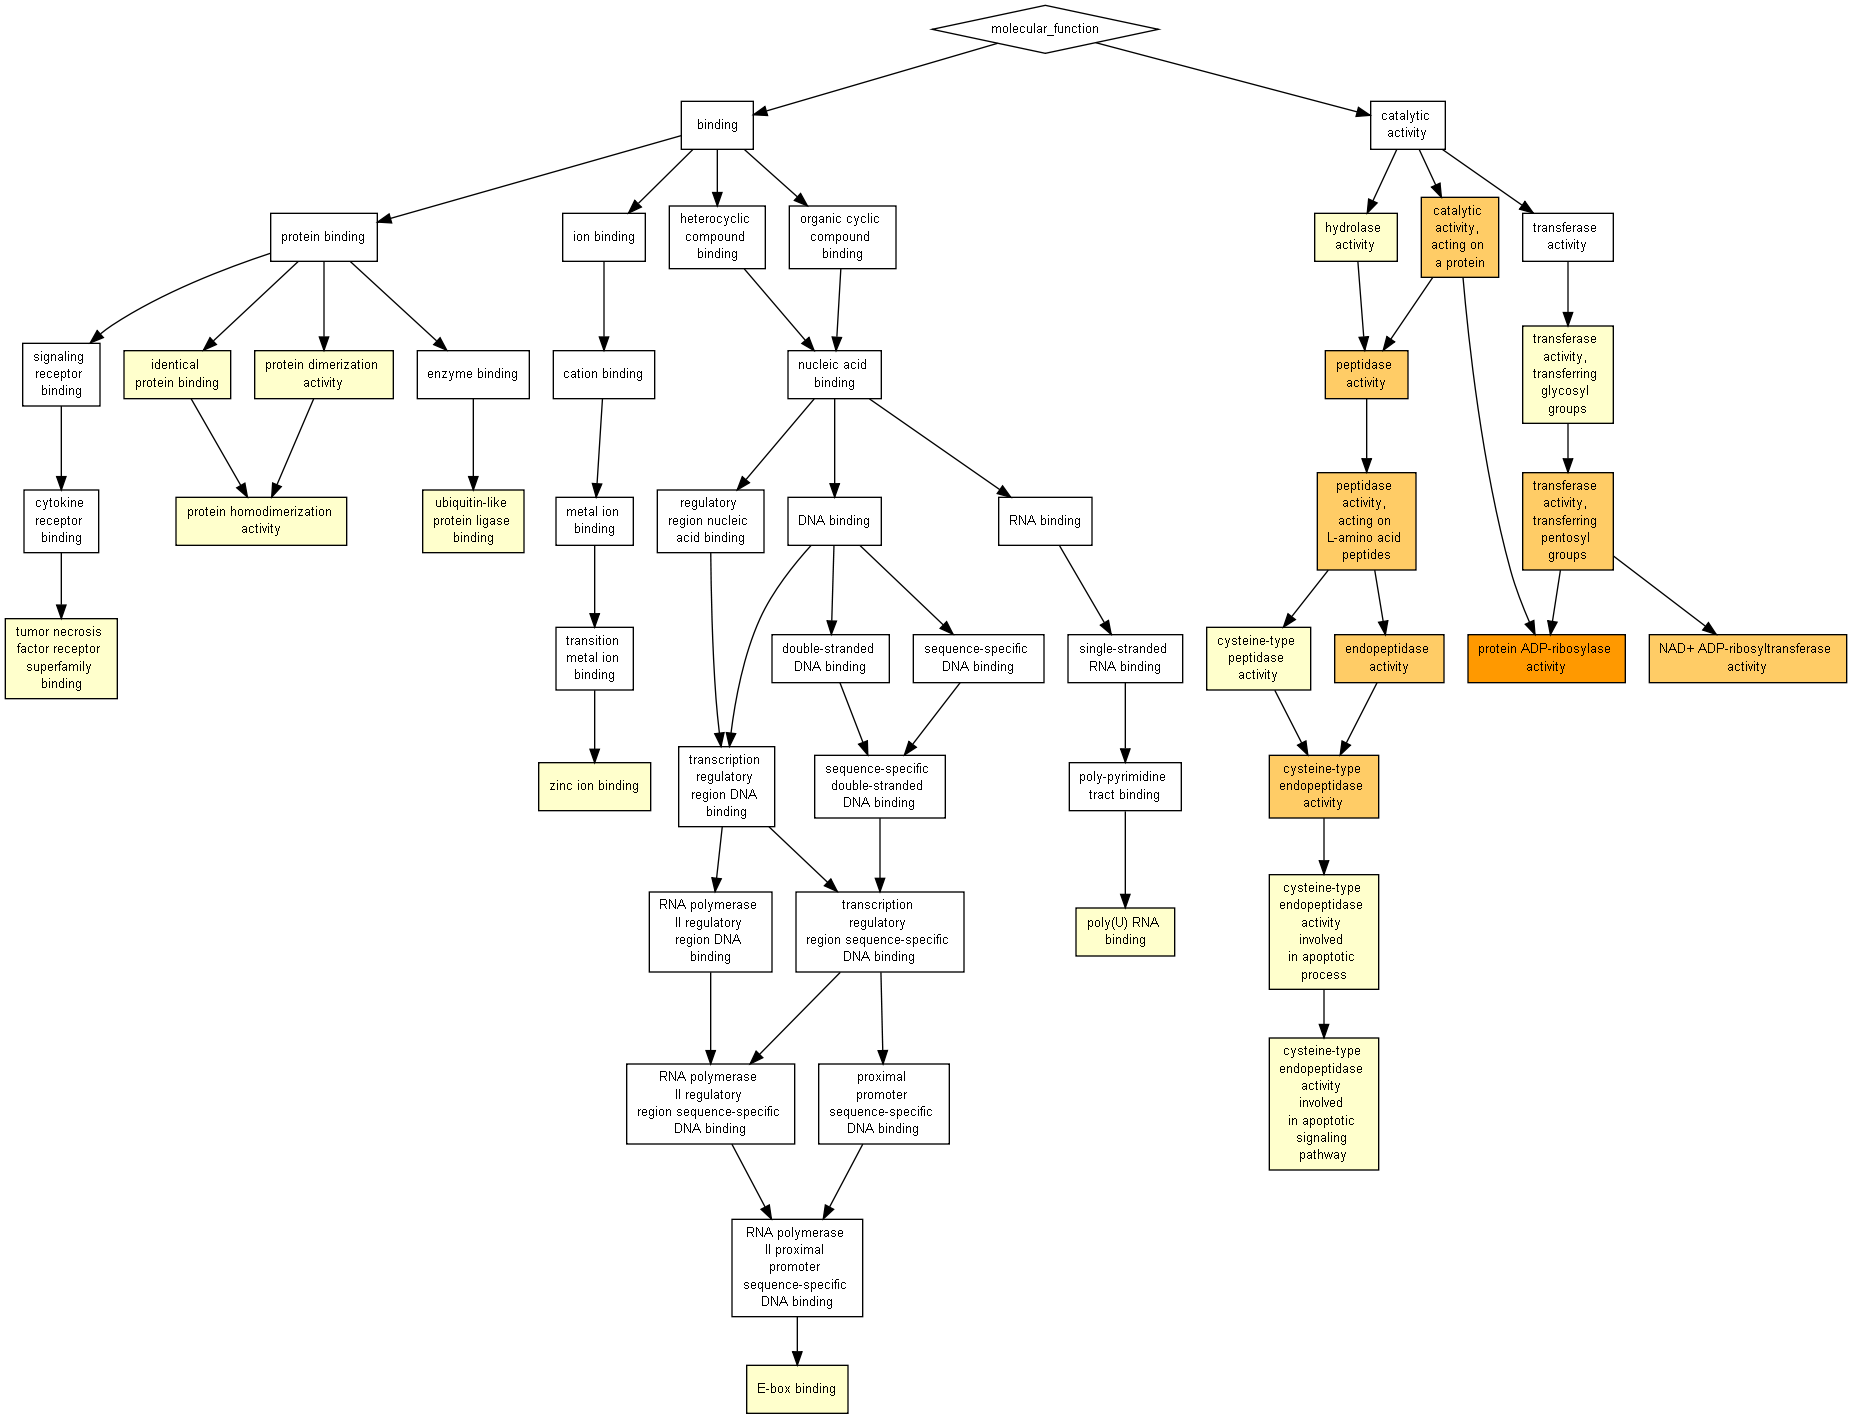 molecular_function
binding
catalytic
activity
protein binding
ion binding
heterocyclic
compound
binding
organic cyclic
compound
binding
hydrolase
activity
catalytic
activity,
acting on
a protein
transferase
activity
signaling
receptor
binding
identical
protein binding
protein dimerization
activity
enzyme binding
cation binding
nucleic acid
binding
peptidase
activity
transferase
activity,
transferring
glycosyl
groups
cytokine
receptor
binding
protein homodimerization
activity
ubiquitin-like
protein ligase
binding
metal ion
binding
regulatory
region nucleic
acid binding
DNA binding
RNA binding
peptidase
activity,
acting on
L-amino acid
peptides
transferase
activity,
transferring
pentosyl
groups
tumor necrosis
factor receptor
superfamily
binding
transition
metal ion
binding
double-stranded
DNA binding
sequence-specific
DNA binding
single-stranded
RNA binding
cysteine-type
peptidase
activity
endopeptidase
activity
protein ADP-ribosylase
activity
NAD+ ADP-ribosyltransferase
activity
zinc ion binding
transcription
regulatory
region DNA
binding
sequence-specific
double-stranded
DNA binding
poly-pyrimidine
tract binding
cysteine-type
endopeptidase
activity
RNA polymerase
II regulatory
region DNA
binding
transcription
regulatory
region sequence-specific
DNA binding
poly(U) RNA
binding
cysteine-type
endopeptidase
activity
involved
in apoptotic
process
RNA polymerase
II regulatory
region sequence-specific
DNA binding
proximal
promoter
sequence-specific
DNA binding
cysteine-type
endopeptidase
activity
involved
in apoptotic
signaling
pathway
RNA polymerase
II proximal
promoter
sequence-specific
DNA binding
E-box binding